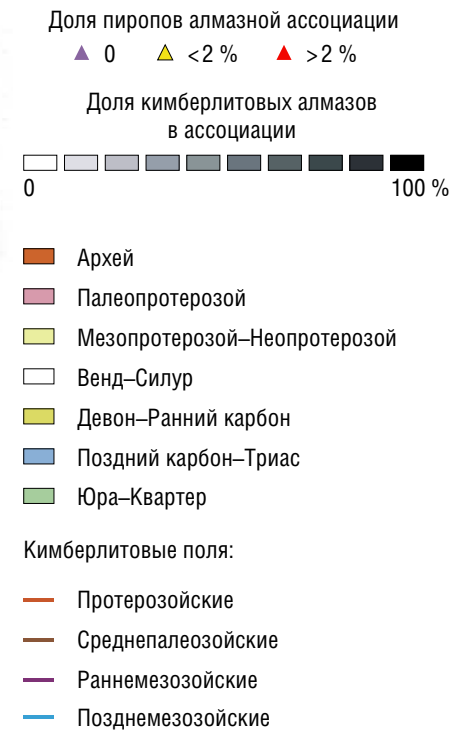 Доля пиропов алмазной ассоциации
0 <2 % >2 %
Доля кимберлитовых алмазов
в ассоциации
0 100 %
Архей
Палеопротерозой
Мезопротерозой–Неопротерозой
Венд–Силур
Девон–Ранний карбон
Поздний карбон–Триас
Юра–Квартер
Кимберлитовые поля:
Протерозойские
Среднепалеозойские
Раннемезозойские
Позднемезозойские